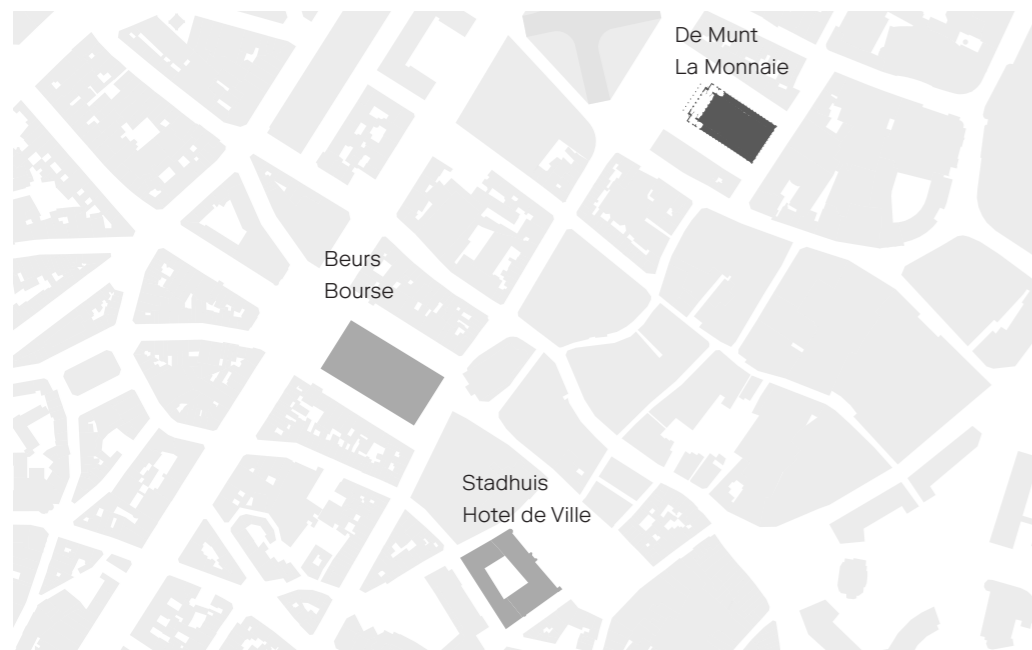 De Munt
La Monnaie
Beurs
Bourse
Stadhuis
Hotel de Ville